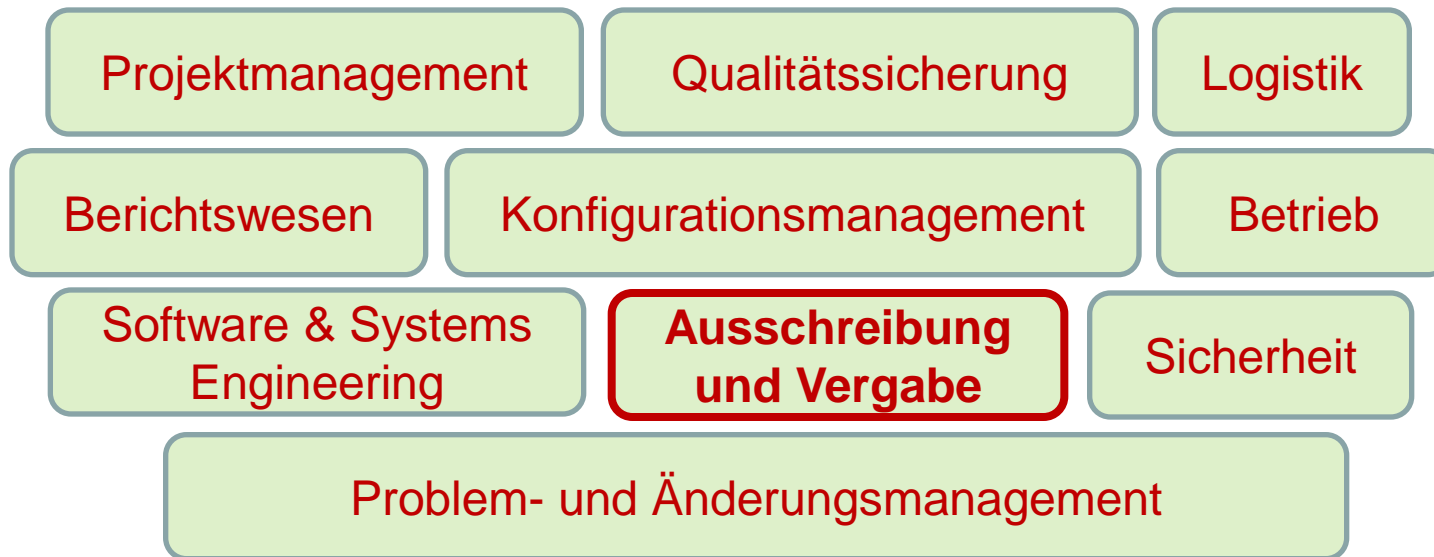 Projektmanagement
Qualitätssicherung
Logistik
Berichtswesen
Konfigurationsmanagement
Betrieb
Software & Systems
Engineering
Ausschreibung
und Vergabe
Sicherheit
Problem- und Änderungsmanagement